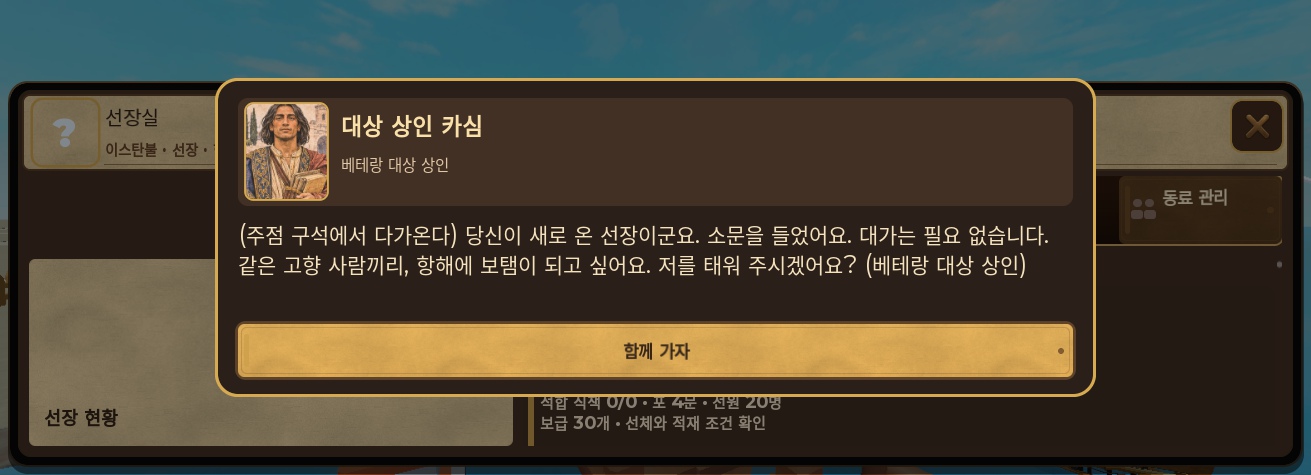 선장실
이스탄불 • 선장 •
대상 상인 카심
베테랑 대상 상인
동료 관리
(주점 구석에서 다가온다) 당신이 새로 온 선장이군요. 소문을 들었어요. 대가는 필요 없습니다.
같은 고향 사람끼리, 항해에 보탬이 되고 싶어요. 저를 태워 주시겠어요? (베테랑 대상 상인)
함께 가자
선장 현황
적합 직책 0/0 • 포 4문 • 선원 20명
보급 30개 • 선체와 적재 조건 확인